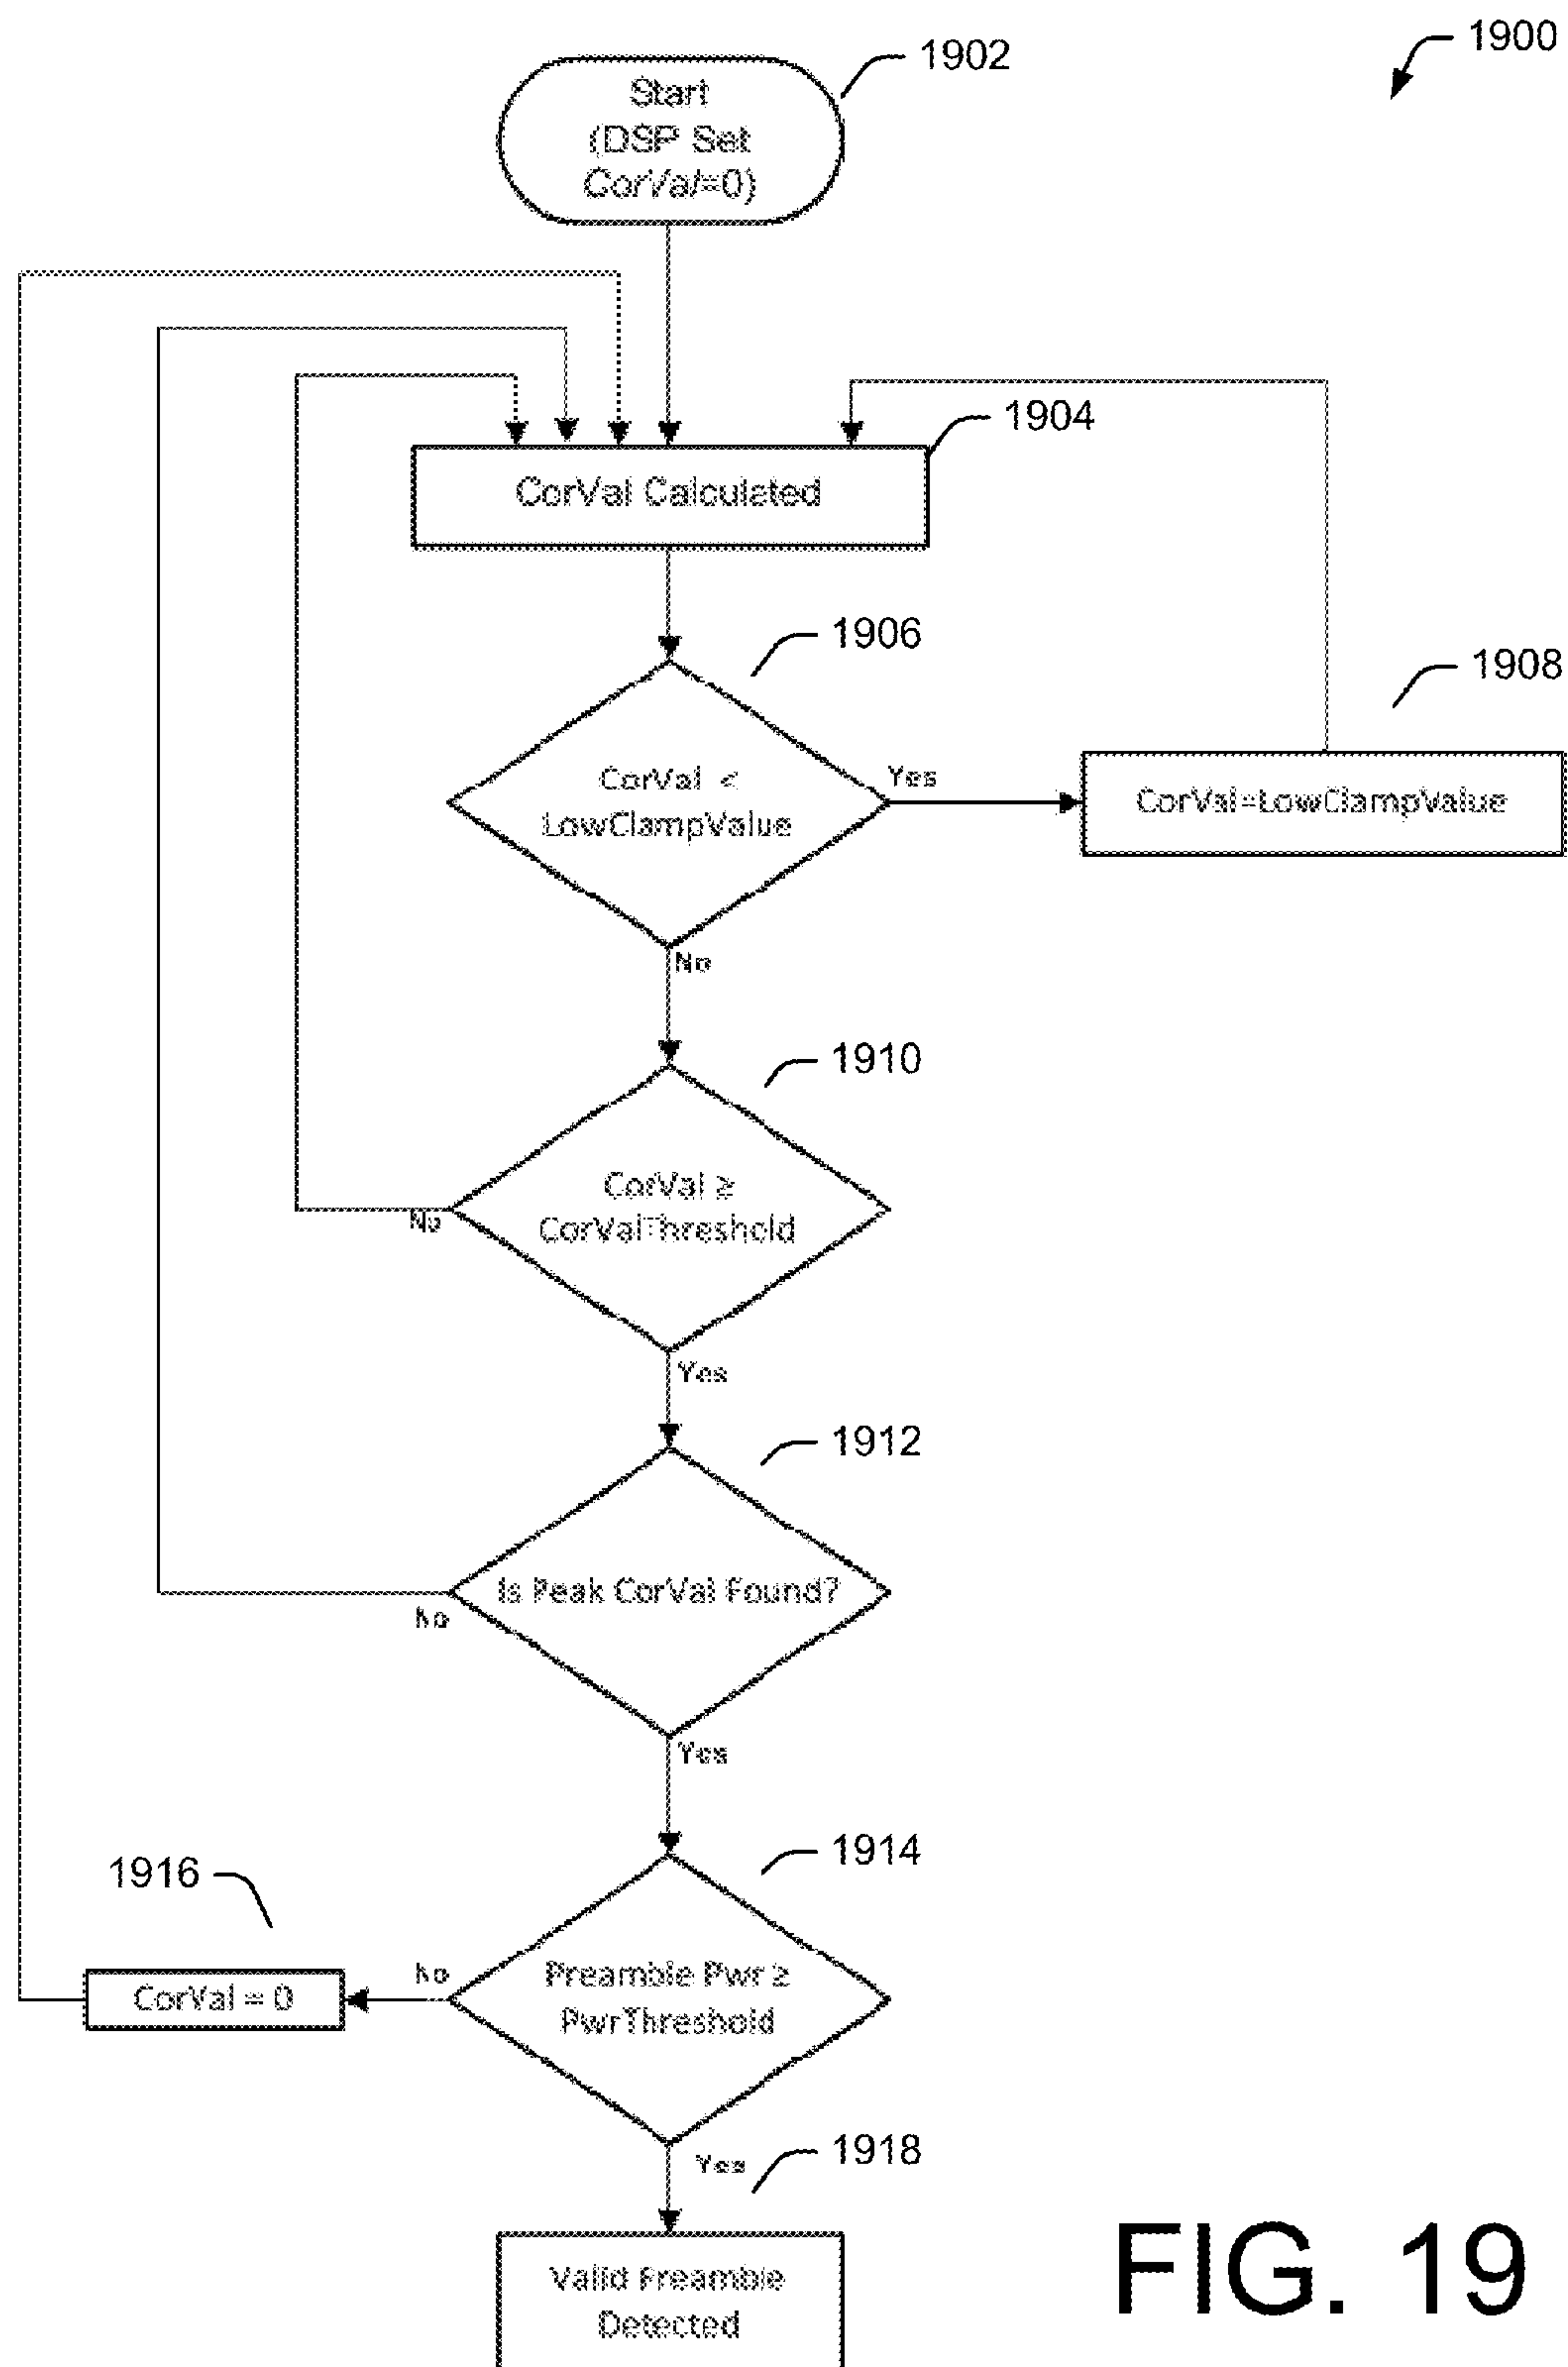 1900
1902
Start
(DSP Set
CorVal=0)
1904
CorVal Calculated
1906
CorVal <
LowClampValue
Yes
1908
CorVal=LowClampValue
No
1910
CorVal ≥
CorValThreshold
No
Yes
1912
Is Peak CorVal Found?
No
Yes
1914
Preamble Pwr ≥
PwrThreshold
1916
No
CorVal = 0
Yes
1918
Valid Preamble
Detected
FIG. 19